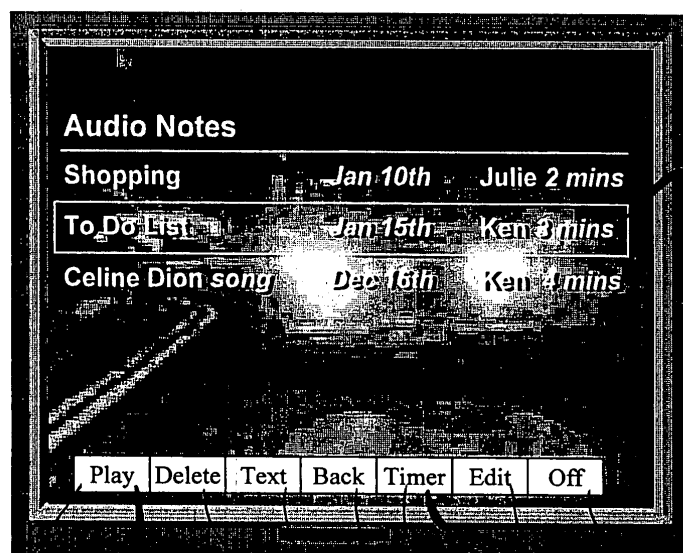 Audio Notes
Shopping Jan 10th Julie 2 mins
To Do List Jan 15th Ken 3 mins
Celine Dion song Dec 16th Ken 4 mins
Play Delete Text Back Timer Edit Off